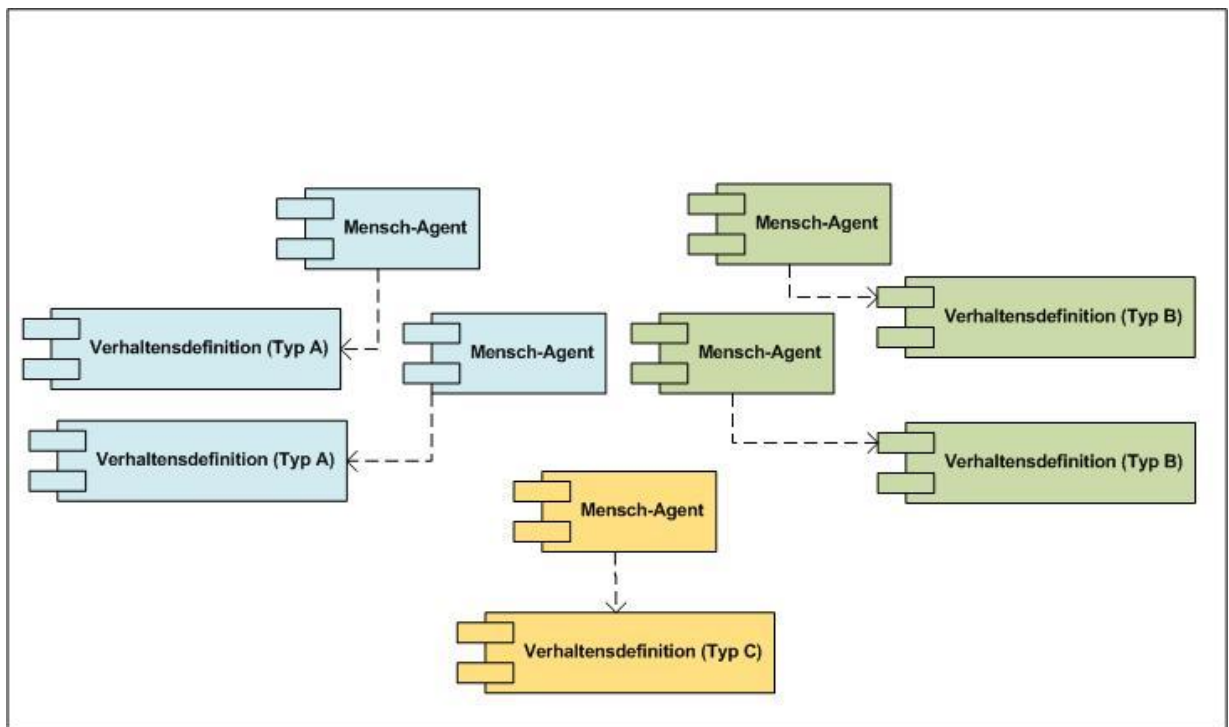 Mensch-Agent
Mensch-Agent
Verhaltensdefinition (Typ B)
Verhaltensdefinition (Typ A)
Mensch-Agent
Mensch-Agent
Verhaltensdefinition (Typ A)
Verhaltensdefinition (Typ B)
Mensch-Agent
Verhaltensdefinition (Typ C)